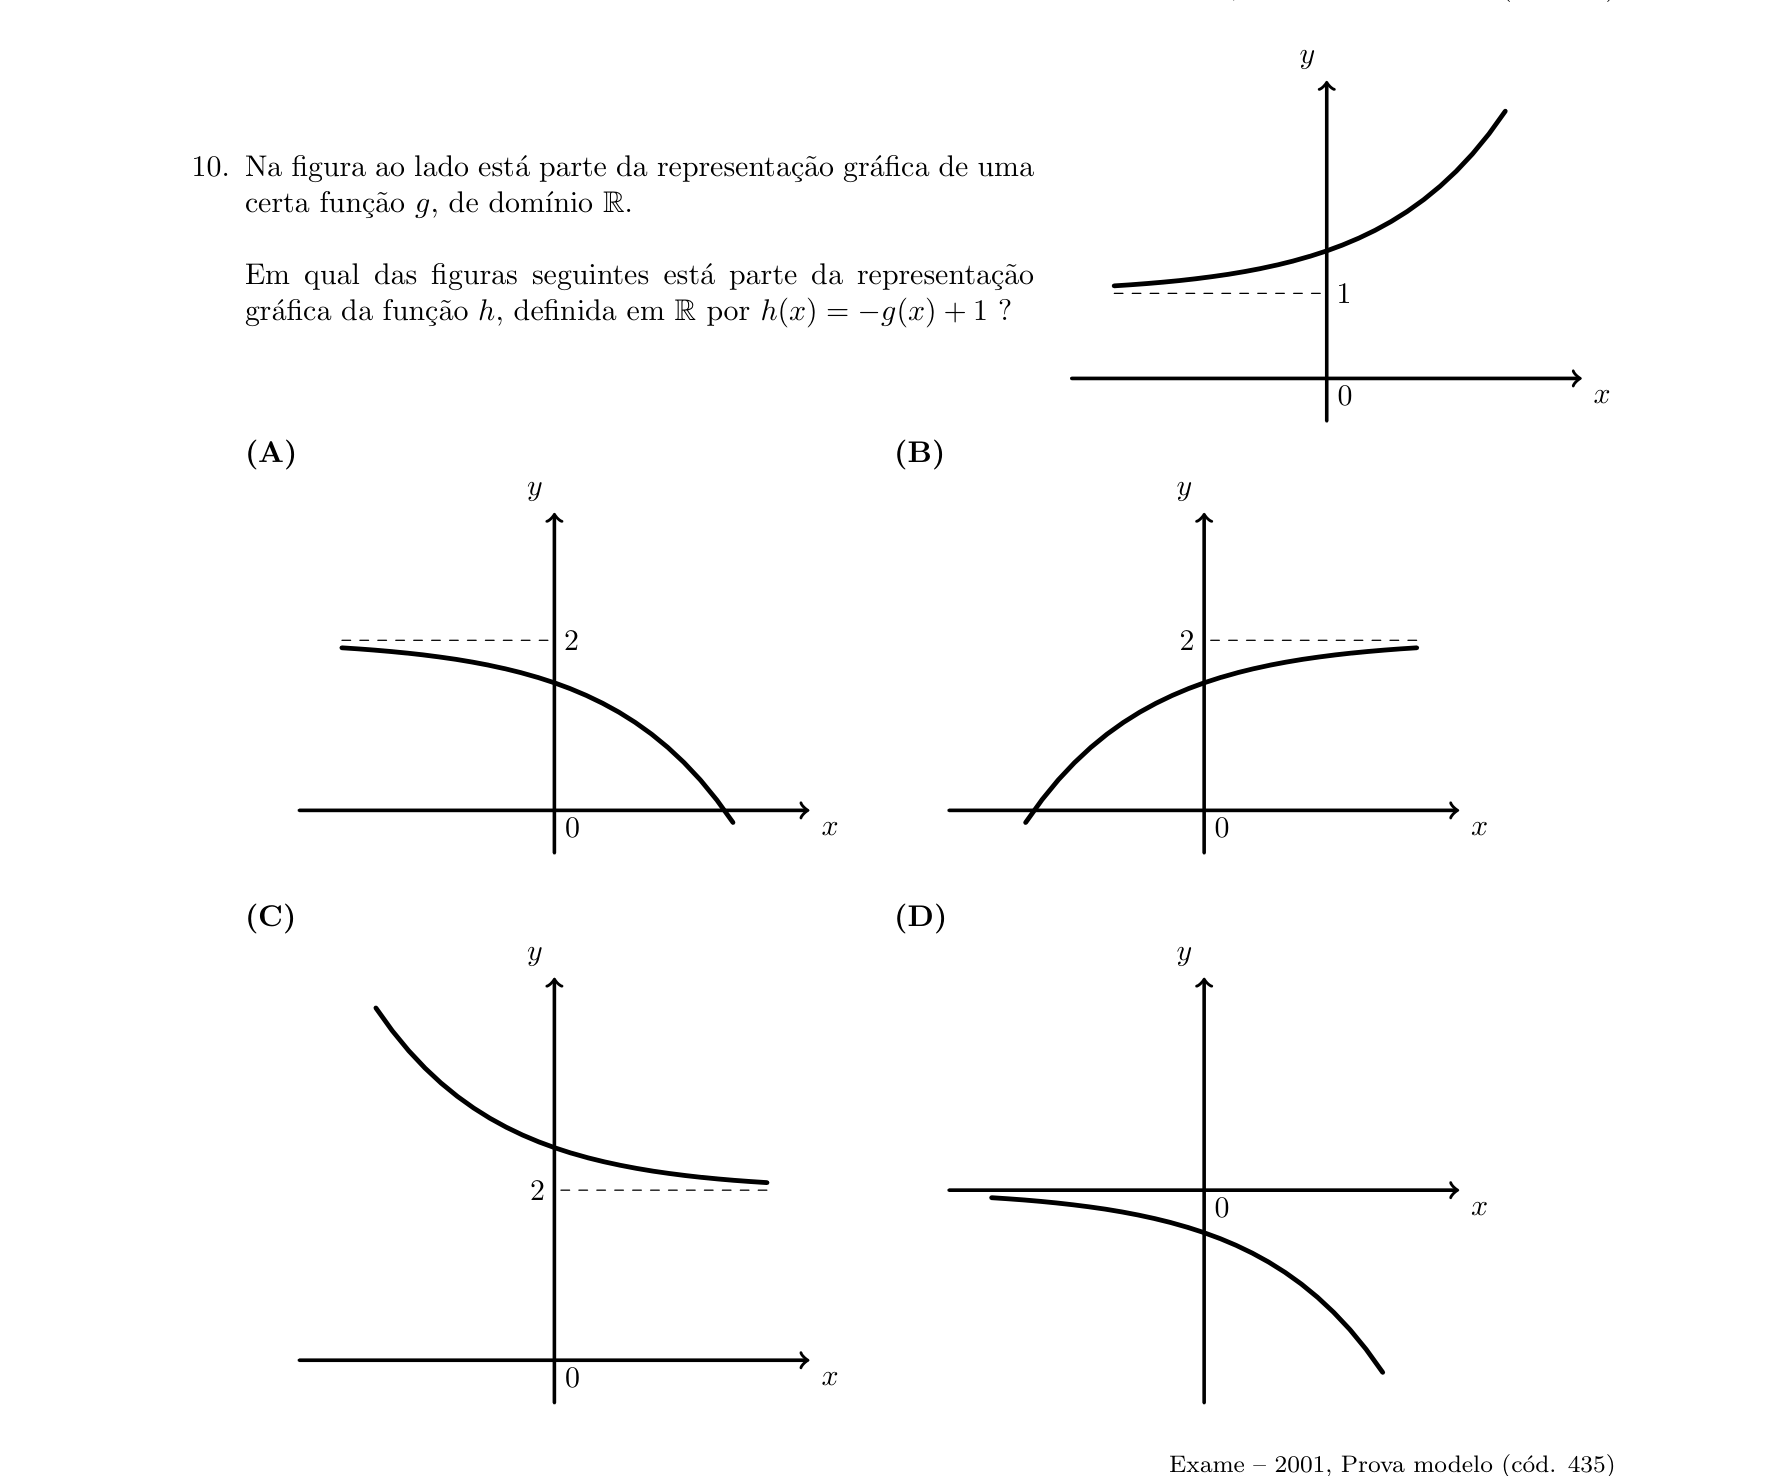 y
10. Na figura ao lado está parte da representação gráfica de uma
certa função g, de domínio ℝ.
Em qual das figuras seguintes está parte da representação
gráfica da função h, definida em ℝ por h(x) = −g(x) + 1 ?
1
0
x
(A)
(B)
y
y
2
2
0
x
0
x
(C)
(D)
y
y
2
0
x
0
x
Exame – 2001, Prova modelo (cód. 435)